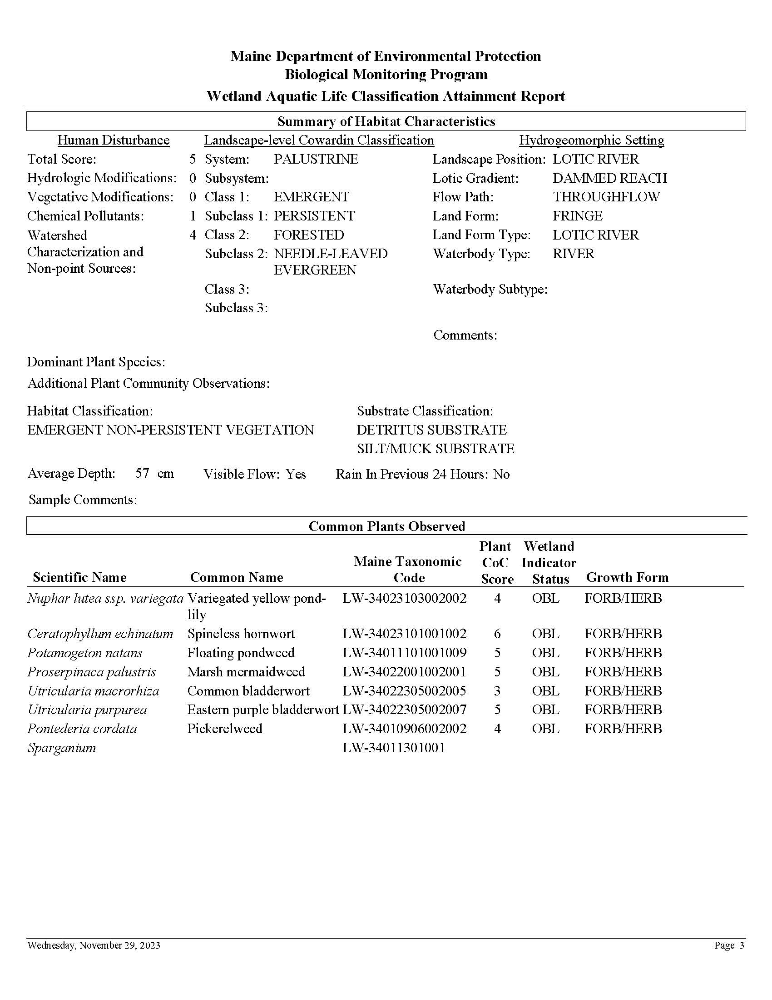 Maine Department of Environmental Protection
Biological Monitoring Program
Wetland Aquatic Life Classification Attainment Report
Summary of Habitat Characteristics
Human Disturbance Landscape-level Cowardin Classification Hydrogeomorphic Setting
Total Score: 5 System: PALUSTRINE Landscape Position: LOTIC RIVER
Hydrologic Modifications: 0 Subsystem: Lotic Gradient: DAMMED REACH
Vegetative Modifications: 0 Class 1: EMERGENT Flow Path: THROUGHFLOW
Chemical Pollutants: 1 Subclass 1: PERSISTENT Land Form: FRINGE
Watershed 4 Class 2: FORESTED Land Form Type: LOTIC RIVER
Characterization and Subclass 2: NEEDLE-LEAVED Waterbody Type: RIVER
Non-point Sources: EVERGREEN
Class 3: Waterbody Subtype:
Subclass 3:
Comments:
Dominant Plant Species:
Additional Plant Community Observations:
Habitat Classification: Substrate Classification:
EMERGENT NON-PERSISTENT VEGETATION DETRITUS SUBSTRATE
SILT/MUCK SUBSTRATE
Average Depth: 57 cm Visible Flow: Yes Rain In Previous 24 Hours: No
Sample Comments:
Common Plants Observed
Plant Wetland
Maine Taxonomic CoC Indicator
Scientific Name Common Name Code Score Status Growth Form
Nuphar lutea ssp. variegata Variegated yellow pond- LW-34023103002002 4 OBL FORB/HERB
lily
Ceratophyllum echinatum Spineless hornwort LW-34023101001002 6 OBL FORB/HERB
Potamogeton natans Floating pondweed LW-34011101001009 5 OBL FORB/HERB
Proserpinaca palustris Marsh mermaidweed LW-34022001002001 5 OBL FORB/HERB
Utricularia macrorhiza Common bladderwort LW-34022305002005 3 OBL FORB/HERB
Utricularia purpurea Eastern purple bladderwort LW-34022305002007 5 OBL FORB/HERB
Pontederia cordata Pickerelweed LW-34010906002002 4 OBL FORB/HERB
Sparganium LW-34011301001
Wednesday, November 29, 2023 Page 3